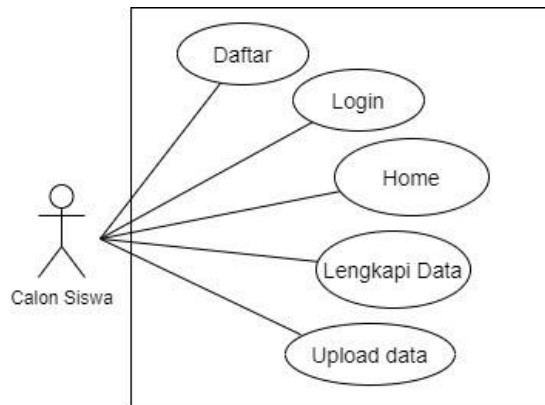 Daftar
Login
Home
Calon Siswa
Lengkapi Data
Upload data